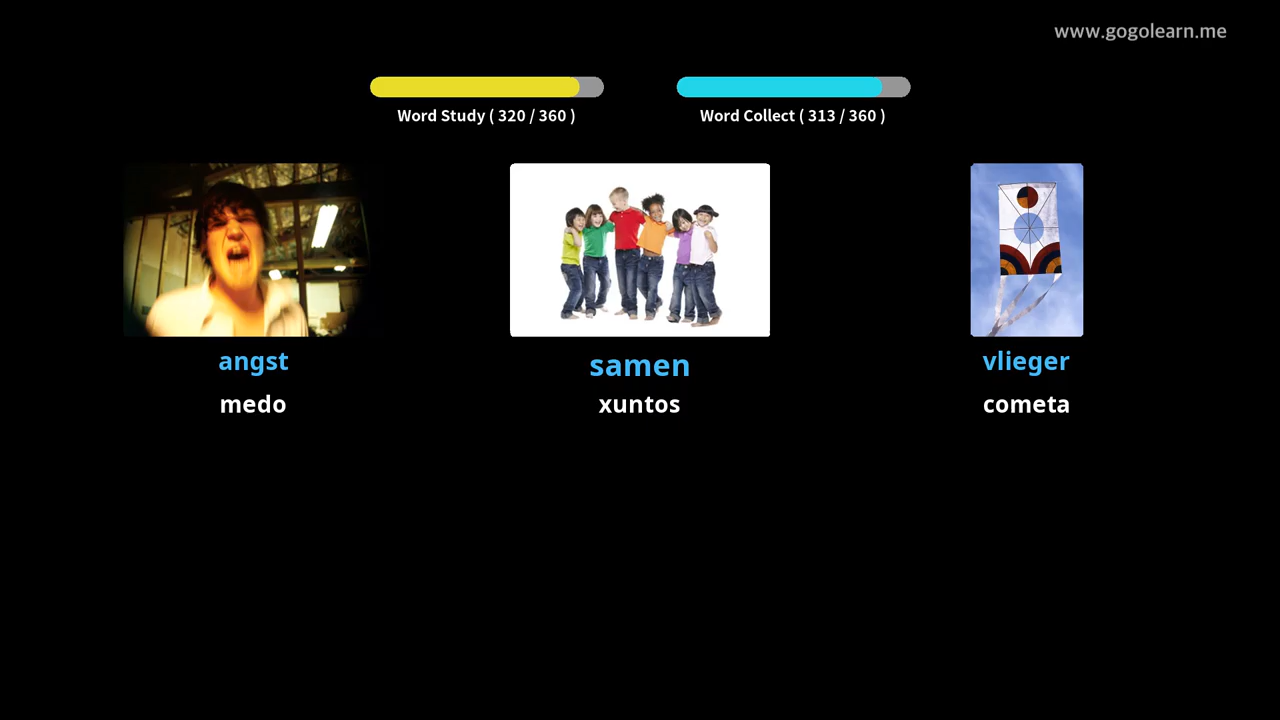 www.gogolearn.me
Word Study ( 320 / 360 )
Word Collect ( 313 / 360 )
angst
samen
vlieger
medo
xuntos
cometa